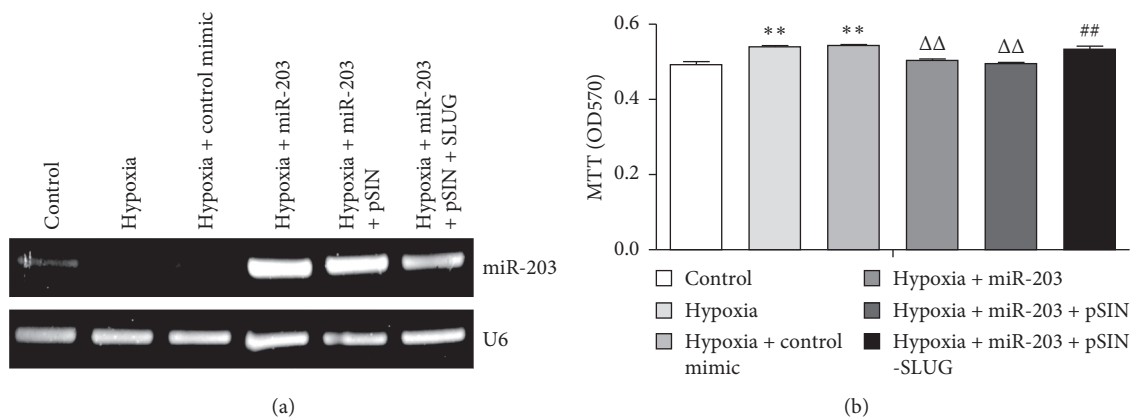 Control
Hypoxia
Hypoxia + control mimic
Hypoxia + miR-203
Hypoxia + miR-203
+ pSIN
Hypoxia + miR-203
+ pSIN + SLUG
miR-203
U6
(a)
MTT (OD570)
0.6
0.4
0.2
0.0
**
**
ΔΔ
ΔΔ
##
Control
Hypoxia
Hypoxia + control
mimic
Hypoxia + miR-203
Hypoxia + miR-203 + pSIN
Hypoxia + miR-203 + pSIN
-SLUG
(b)